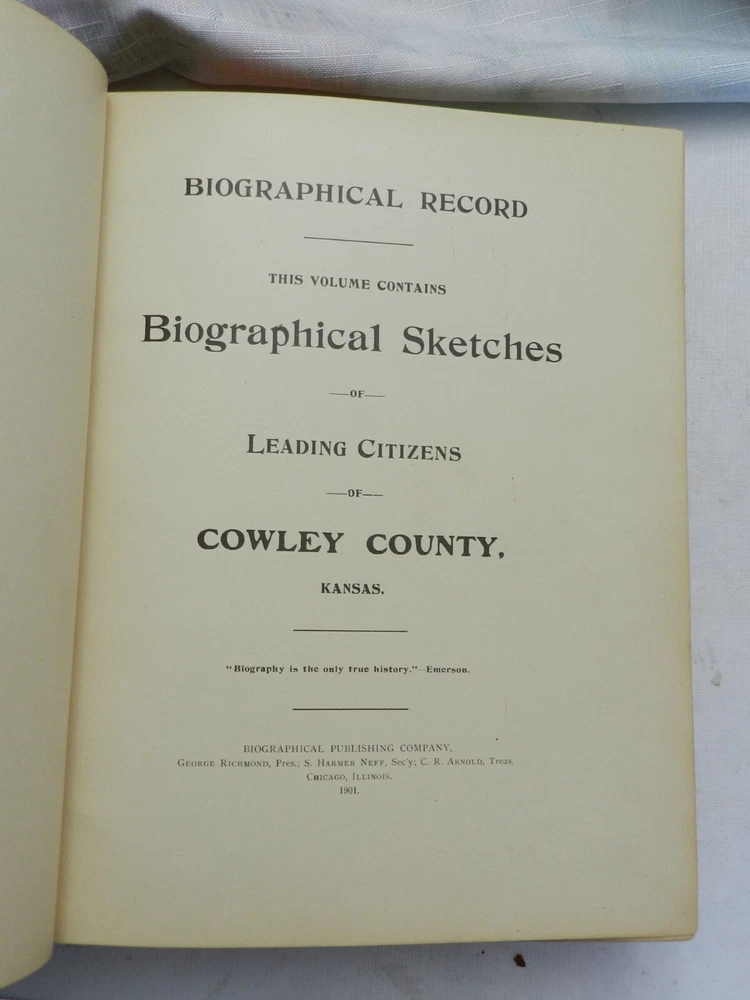 BIOGRAPHICAL RECORD
THIS VOLUME CONTAINS
Biographical Sketches
—OF—
LEADING CITIZENS
—OF—
COWLEY COUNTY,
KANSAS.
"Biography is the only true history."—Emerson.
BIOGRAPHICAL PUBLISHING COMPANY,
GEORGE RICHMOND, Pres.; S. HARMER NEFF, Sec'y; C. R. ARNOLD, Treas.
CHICAGO, ILLINOIS.
1901.